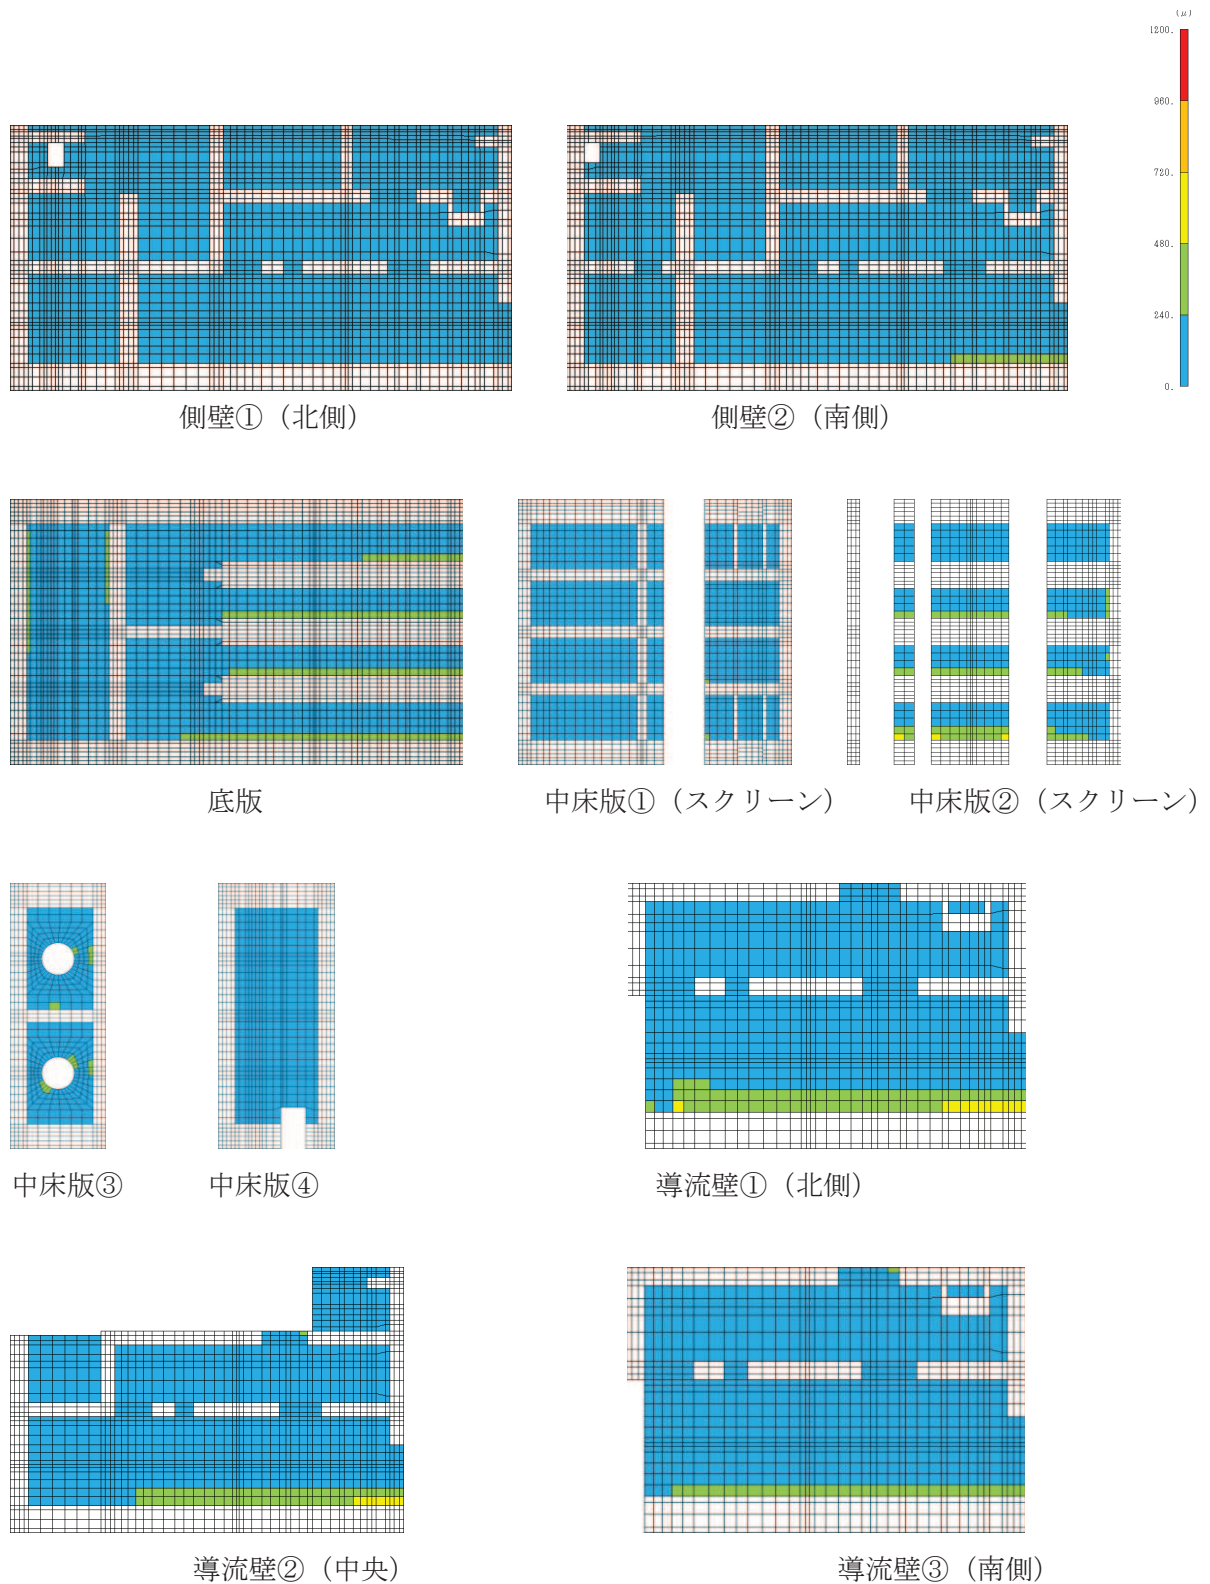 (μ)
1200.
960.
720.
480.
240.
0.
側壁①（北側）
側壁②（南側）
底版
中床版①（スクリーン）
中床版②（スクリーン）
中床版③
中床版④
導流壁①（北側）
導流壁②（中央）
導流壁③（南側）